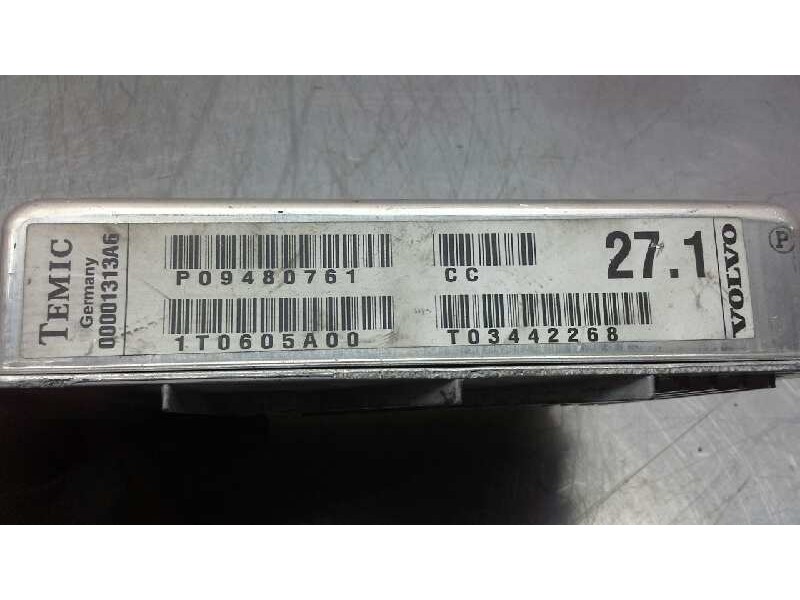 TEMIC
Germany
00001313A6
P09480761
CC
27.1
1T0605A00
T03442268
VOLVO
P